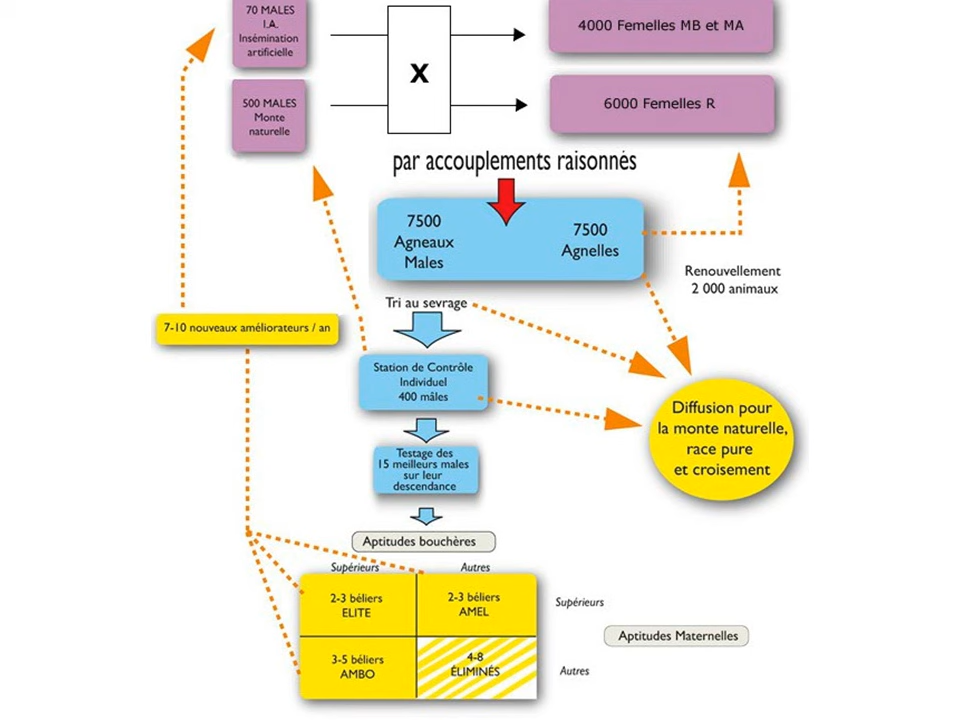 70 MALES
I.A.
Insémination
artificielle
X
4000 Femelles MB et MA
500 MALES
Monte
naturelle
6000 Femelles R
par accouplements raisonnés
7500
Agneaux
Males
7500
Agnelles
Renouvellement
2 000 animaux
Tri au sevrage
7-10 nouveaux améliorateurs / an
Station de Contrôle
Individuel
400 mâles
Diffusion pour
la monte naturelle,
race pure
et croisement
Testage des
15 meilleurs males
sur leur
descendance
Aptitudes bouchères
Supérieurs
Autres
2-3 béliers
ELITE
2-3 béliers
AMEL
Supérieurs
Aptitudes Maternelles
3-5 béliers
AMBO
4-8
ÉLIMINÉS
Autres